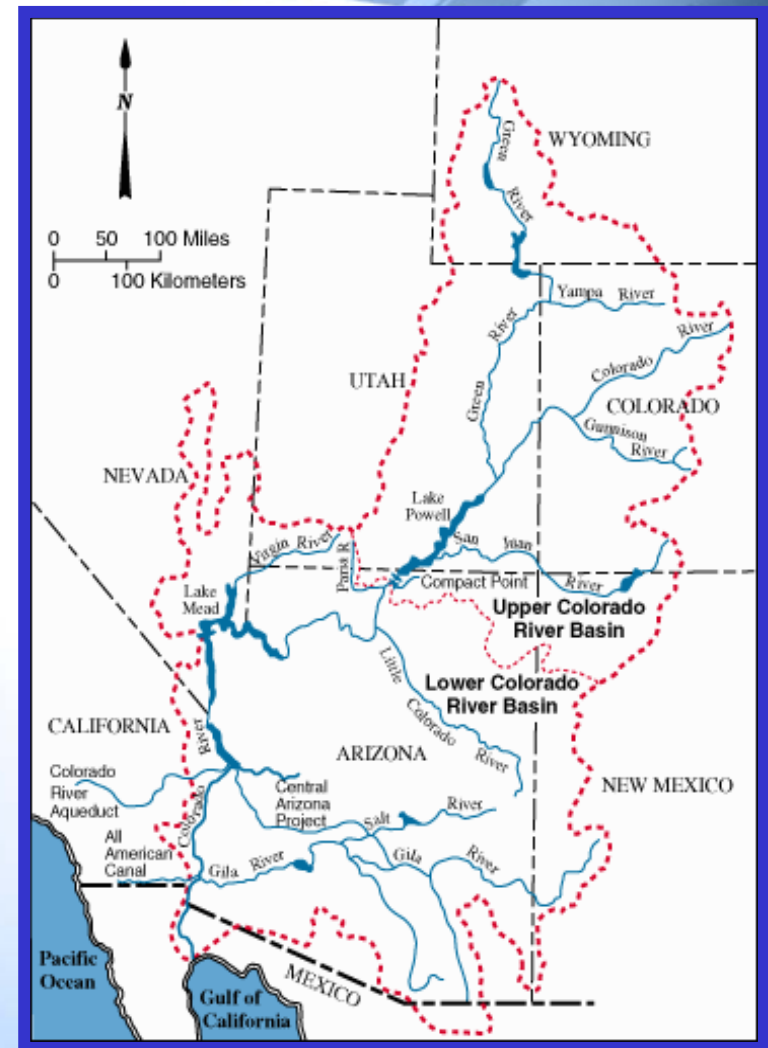 N
WYOMING
Green
River
0 50 100 Miles
0 100 Kilometers
Yampa River
River
Green
Colorado River
UTAH
COLORADO
Gunnison
River
NEVADA
Lake
Powell
San Juan
River
Virgin River
Paria R.
Compact Point
Lake
Mead
Upper Colorado
River Basin
Little
Colorado
River
Lower Colorado
River Basin
CALIFORNIA
River
Colorado
ARIZONA
NEW MEXICO
Colorado
River
Aqueduct
Central
Arizona
Project
Salt River
All
American
Canal
Gila River
Gila River
Pacific
Ocean
MEXICO
Gulf of
California